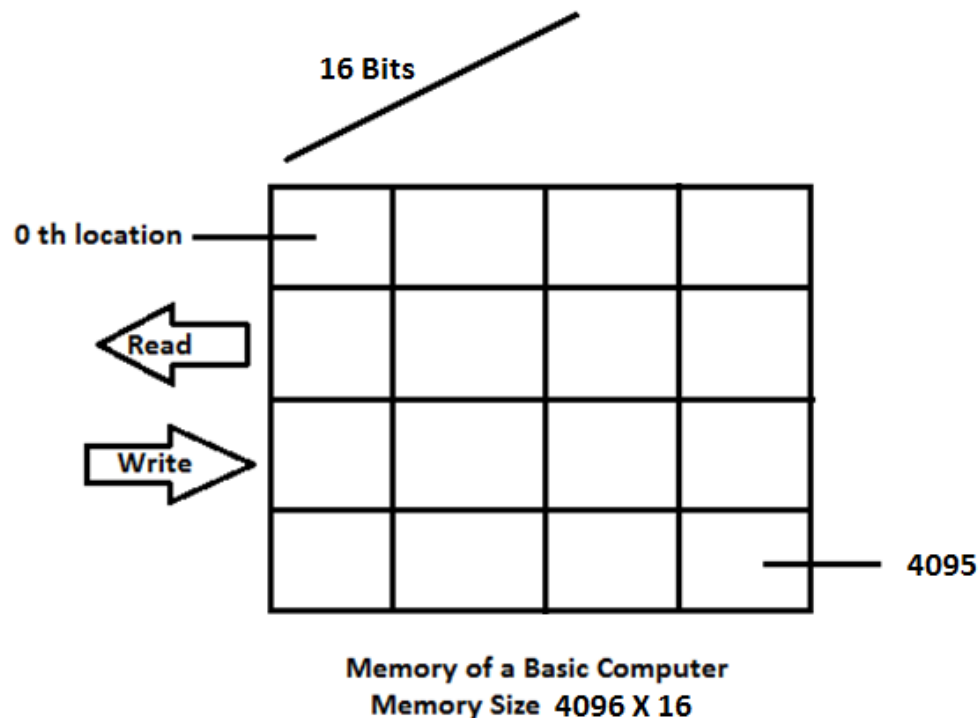 16 Bits
0 th location
Read
Write
4095
Memory of a Basic Computer
Memory Size 4096 X 16